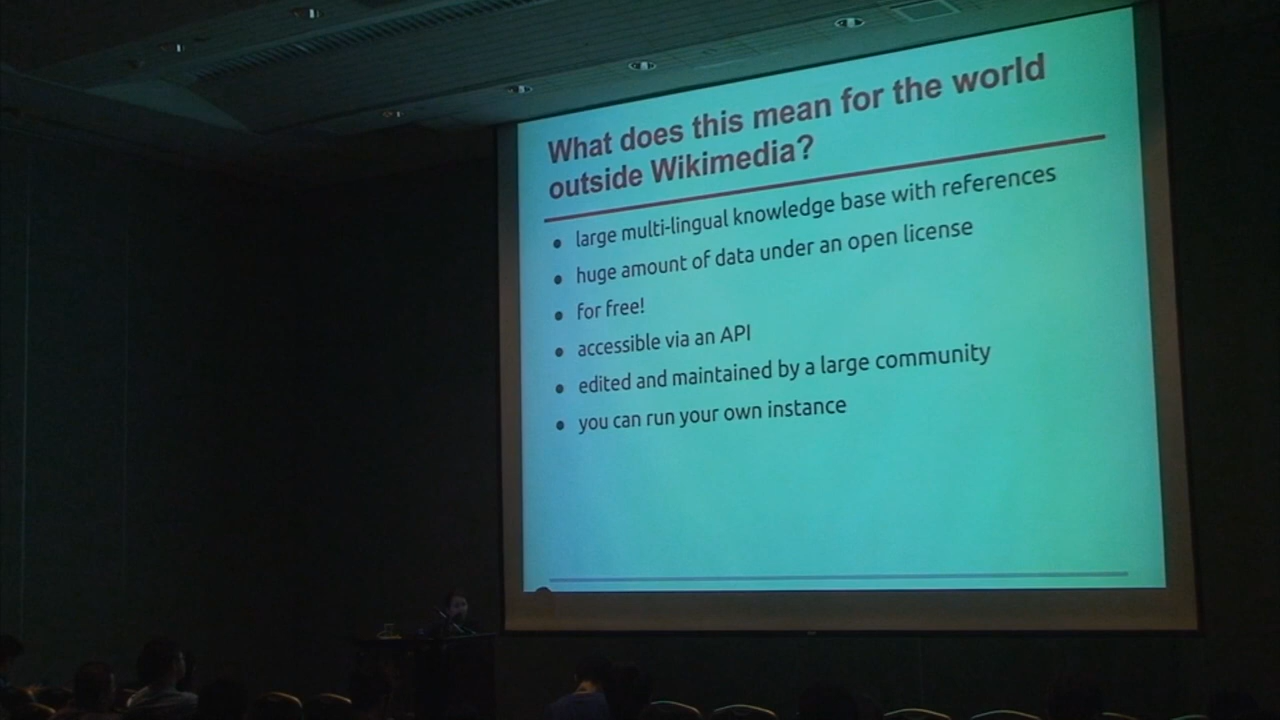 What does this mean for the world
outside Wikimedia?
large multi-lingual knowledge base with references
huge amount of data under an open license
for free!
accessible via an API
edited and maintained by a large community
you can run your own instance